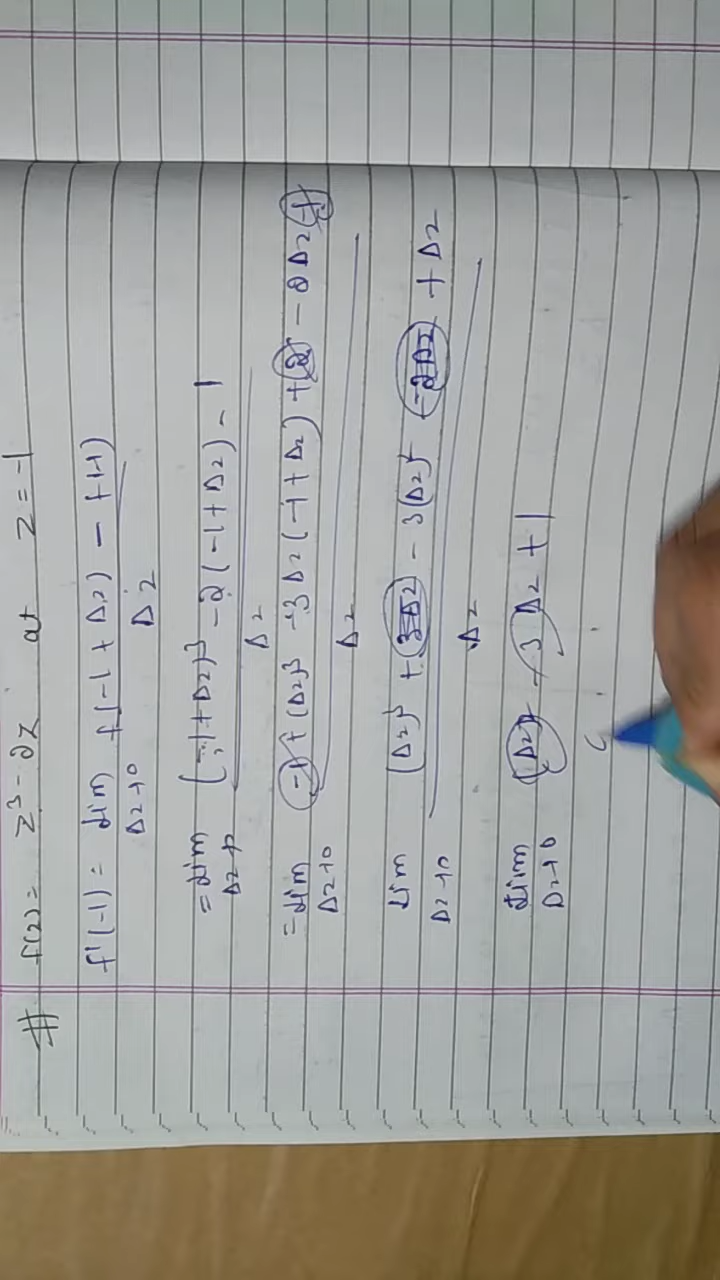 # f(z) = z³ - 2z at z = -1
f'(-1) = lim f(-1 + Δz) - f(-1)
Δz→0 Δz
= lim (-1 + Δz)³ - 2(-1 + Δz) - 1
Δz→0 Δz
= lim -1 + (Δz)³ - 3Δz(-1 + Δz) + 2 - 2Δz - 1
Δz→0 Δz
lim (Δz)³ + 3Δz - 3(Δz)² - 2Δz + Δz
Δz→0 Δz
lim (Δz)² - 3Δz + 1
Δz→0